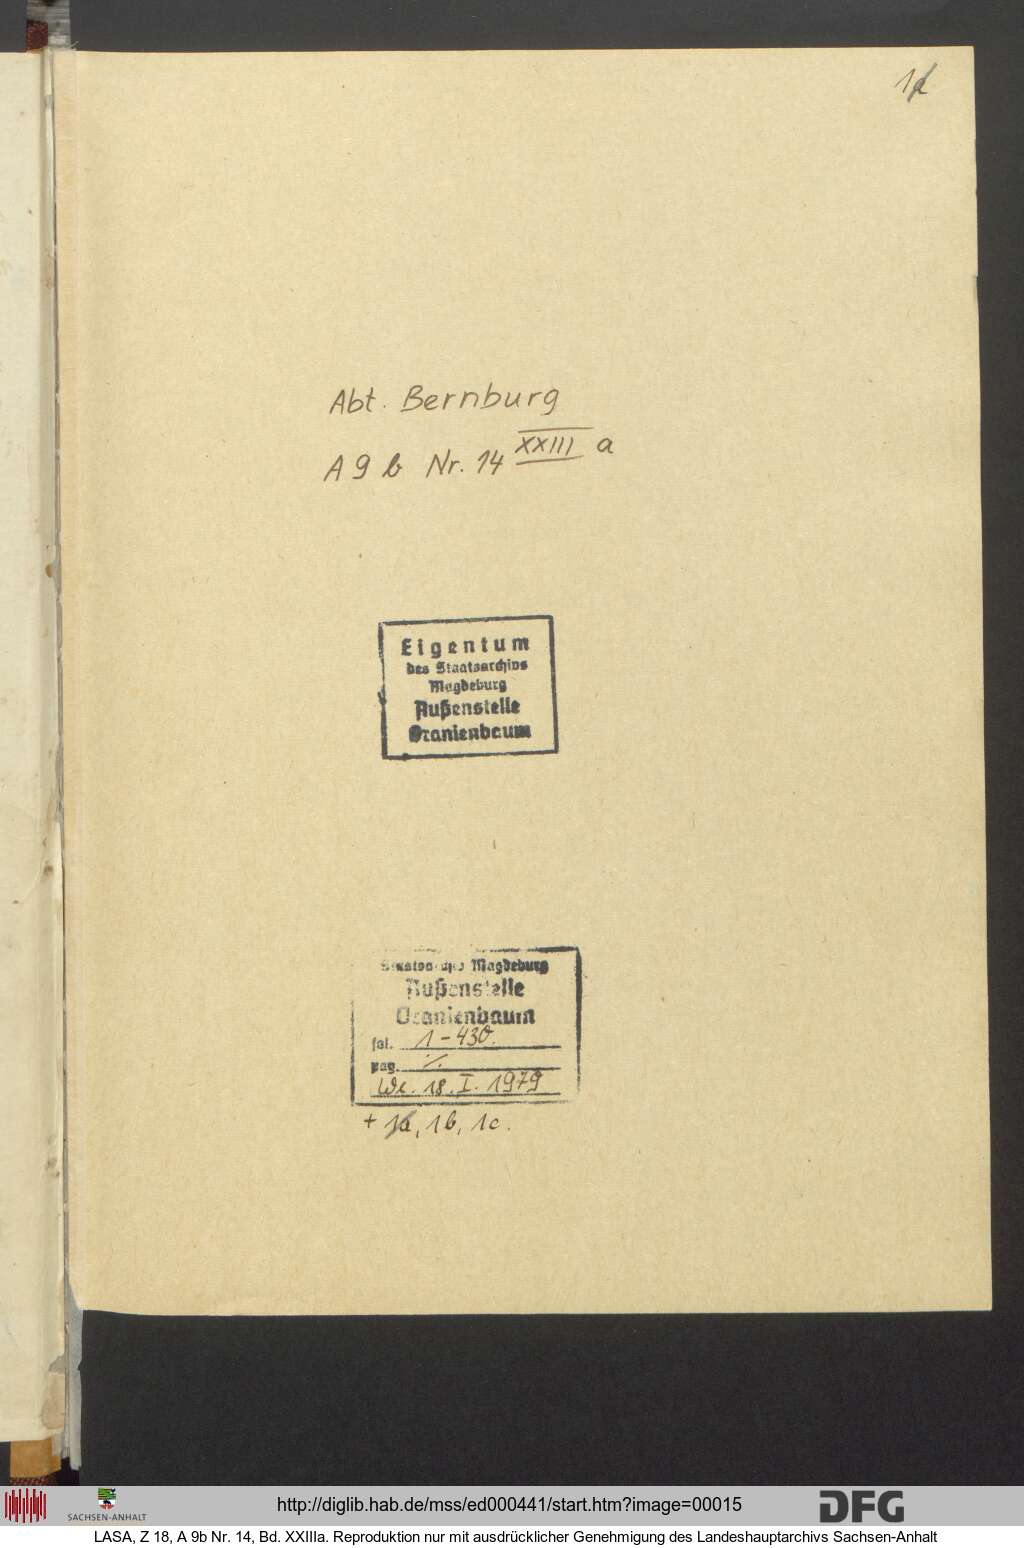 1a
Abt. Bernburg
A 9 b Nr. 14 XXIII a
Eigentum
des Staatsarchivs
Magdeburg
Außenstelle
Oranienbaum
Staatsarchiv Magdeburg
Außenstelle
Oranienbaum
fol. 1-430.
pag. ./.
18. I. 1979
+ 1a, 1b, 1c.
SACHSEN-ANHALT
http://diglib.hab.de/mss/ed000441/start.htm?image=00015
DFG
LASA, Z 18, A 9b Nr. 14, Bd. XXIIIa. Reproduktion nur mit ausdrücklicher Genehmigung des Landeshauptarchivs Sachsen-Anhalt